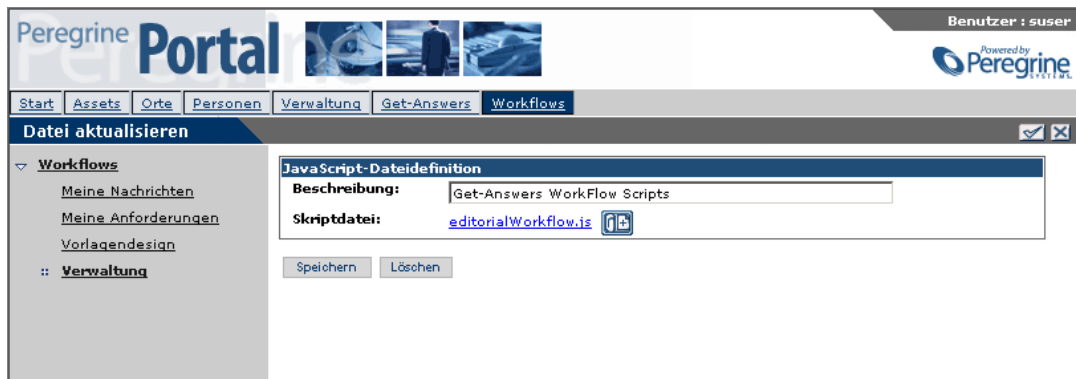 Peregrine Portal
Benutzer : suser
Powered by
Peregrine
SYSTEMS
Start Assets Orte Personen Verwaltung Get-Answers Workflows
Datei aktualisieren
Workflows
Meine Nachrichten
Meine Anforderungen
Vorlagendesign
Verwaltung
JavaScript-Dateidefinition
Beschreibung: Get-Answers WorkFlow Scripts
Skriptdatei: editorialWorkflow.js
Speichern Löschen